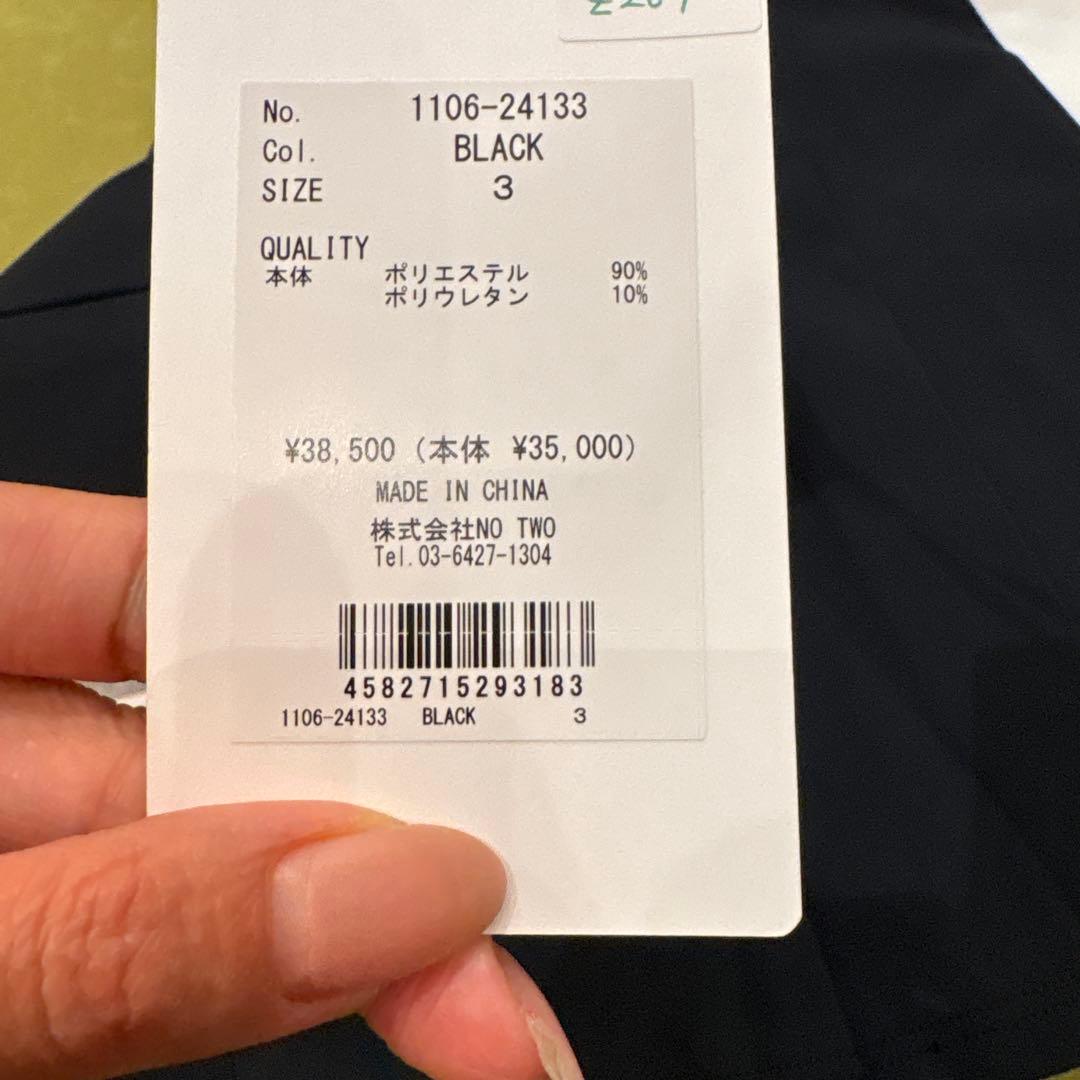 No. 1106-24133
Col. BLACK
SIZE 3
QUALITY
本体 ポリエステル 90%
ポリウレタン 10%
¥38,500 (本体 ¥35,000)
MADE IN CHINA
株式会社NO TWO
Tel.03-6427-1304
4582715293183
1106-24133 BLACK 3